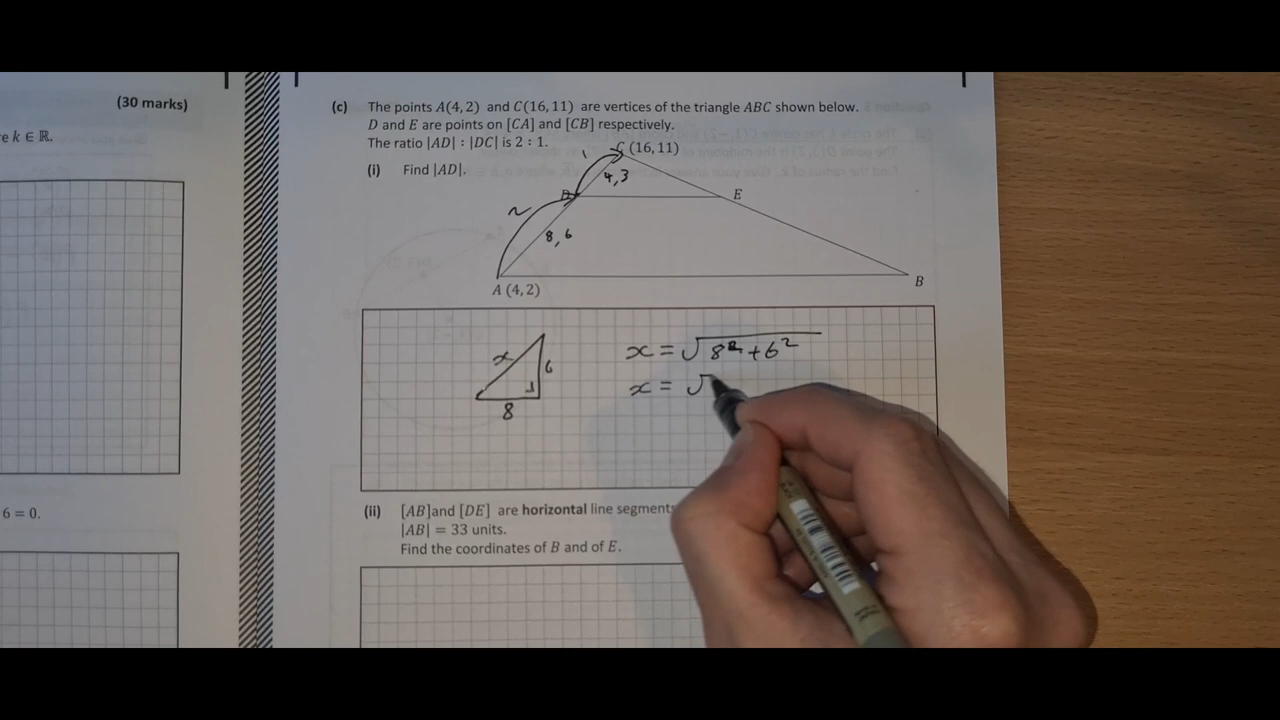 (30 marks)
e k ∈ ℝ.
6 = 0.
(c) The points A(4, 2) and C(16, 11) are vertices of the triangle ABC shown below.
D and E are points on [CA] and [CB] respectively.
The ratio |AD| : |DC| is 2 : 1.
(i) Find |AD|.
C (16, 11)
1
4,3
E
2
8,6
B
A (4, 2)
x
6
8
x = √8²+6²
x = √
(ii) [AB]and [DE] are horizontal line segments
|AB| = 33 units.
Find the coordinates of B and of E.